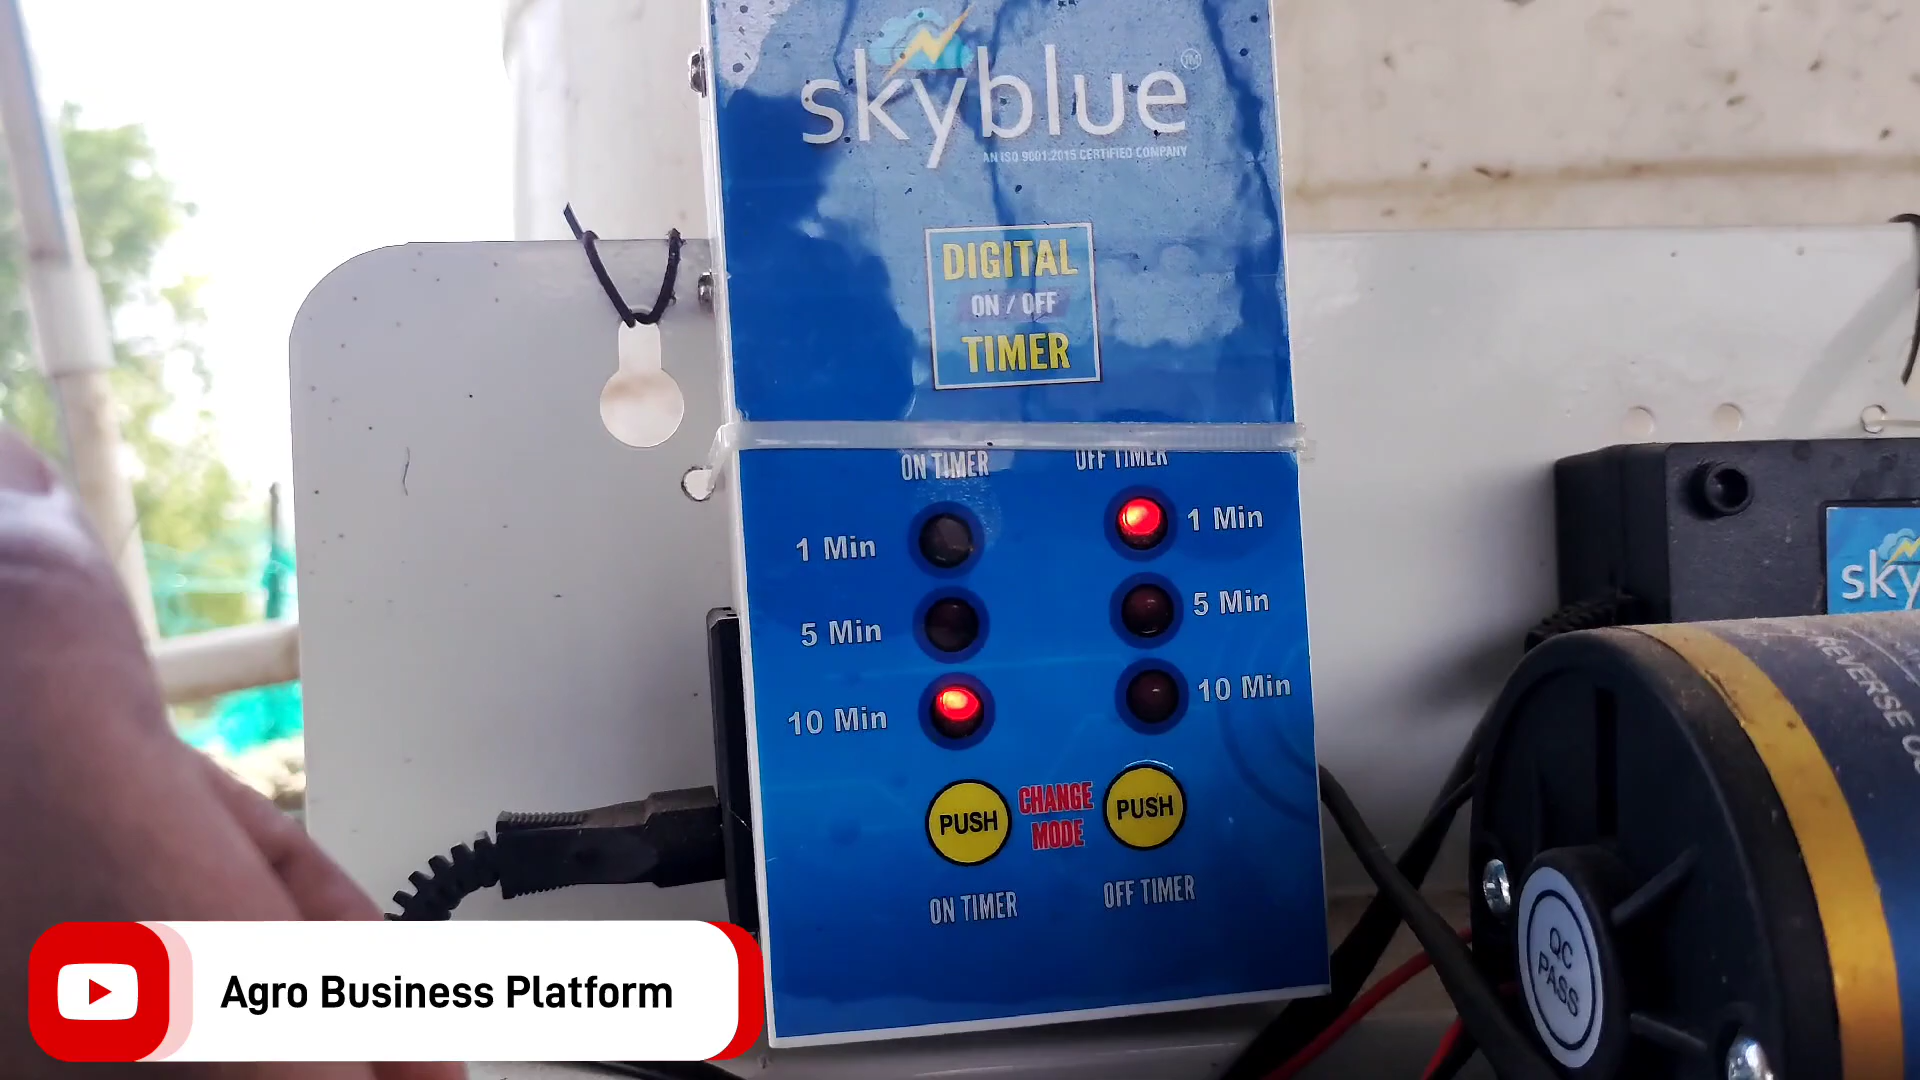 skyblue
TM
AN ISO 9001:2015 CERTIFIED COMPANY
DIGITAL
ON / OFF
TIMER
ON TIMER
OFF TIMER
1 Min
1 Min
5 Min
5 Min
10 Min
10 Min
PUSH
CHANGE
MODE
PUSH
ON TIMER
OFF TIMER
sky
REVERSE
QC
PASS
Agro Business Platform